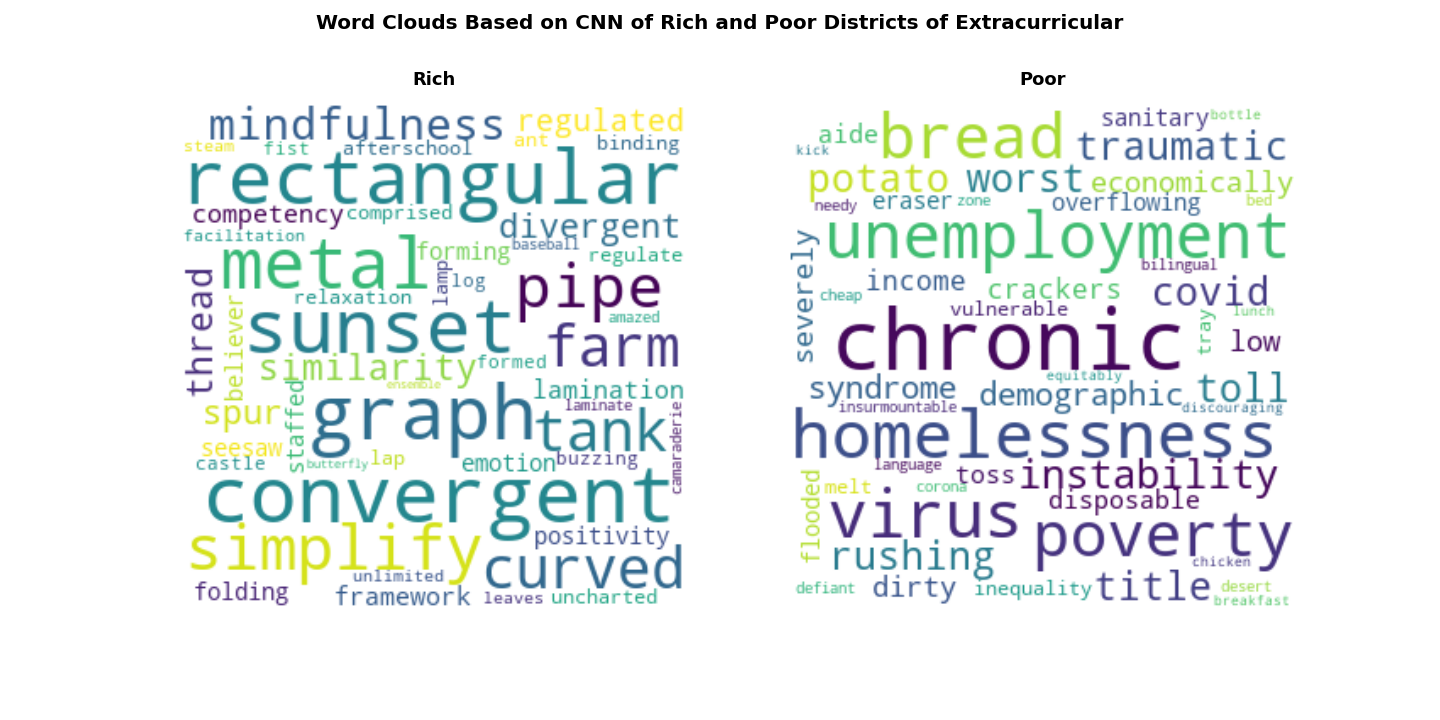 Word Clouds Based on CNN of Rich and Poor Districts of Extracurricular
Rich
mindfulness regulated
steam fist afterschool ant binding
rectangular
competency comprised divergent
facilitation forming baseball regulate
metal lamp log pipe
thread relaxation amazed
believer sunset farm
similarity formed
ensemble lamination
spur staffed graph laminate tank camaraderie
seesaw
castle butterfly lap emotion buzzing
convergent
simplify positivity
curved
folding unlimited
framework leaves uncharted
Poor
sanitary bottle
aide bread traumatic
kick
potato worst economically
needy eraser zone overflowing bed
unemployment
severely bilingual
income crackers covid
cheap vulnerable lunch
chronic tray low
equitably
syndrome demographic toll
insurmountable discouraging
homelessness
language toss instability
flooded melt corona disposable
virus poverty
rushing chicken
defiant dirty inequality title desert
breakfast